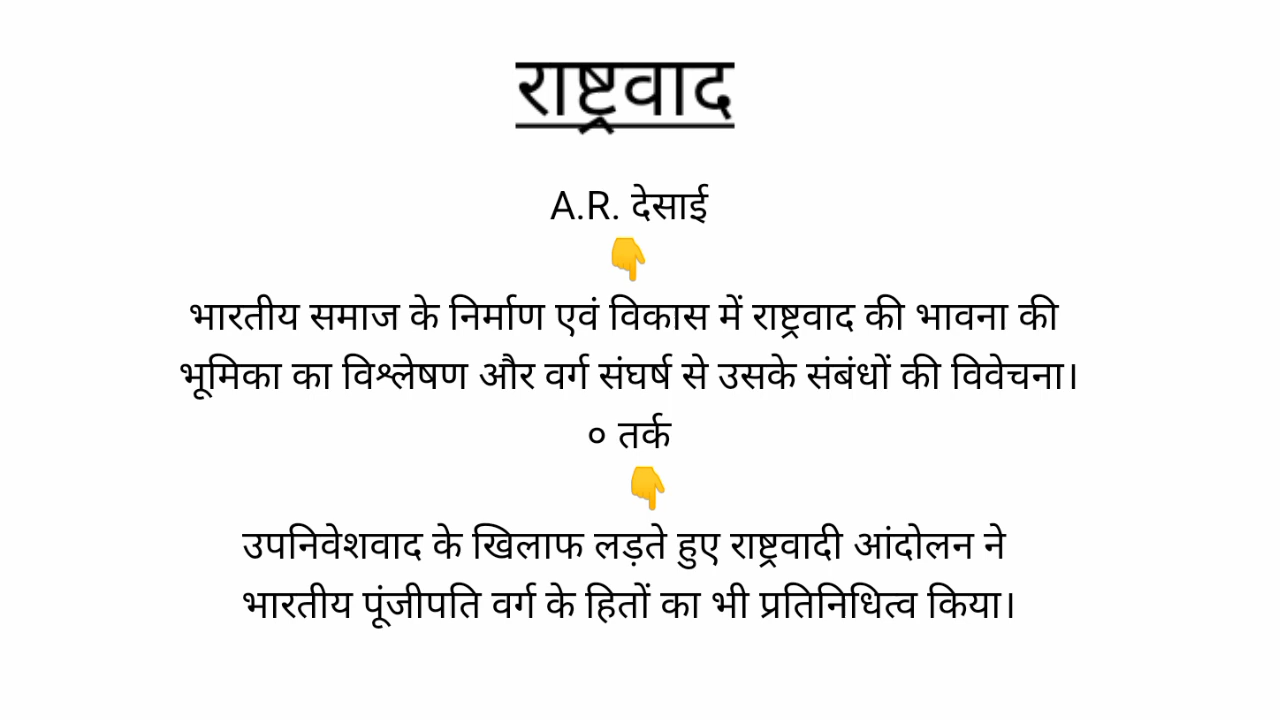 राष्ट्रवाद
A.R. देसाई
👇
भारतीय समाज के निर्माण एवं विकास में राष्ट्रवाद की भावना की
भूमिका का विश्लेषण और वर्ग संघर्ष से उसके संबंधों की विवेचना।
० तर्क
👇
उपनिवेशवाद के खिलाफ लड़ते हुए राष्ट्रवादी आंदोलन ने
भारतीय पूंजीपति वर्ग के हितों का भी प्रतिनिधित्व किया।